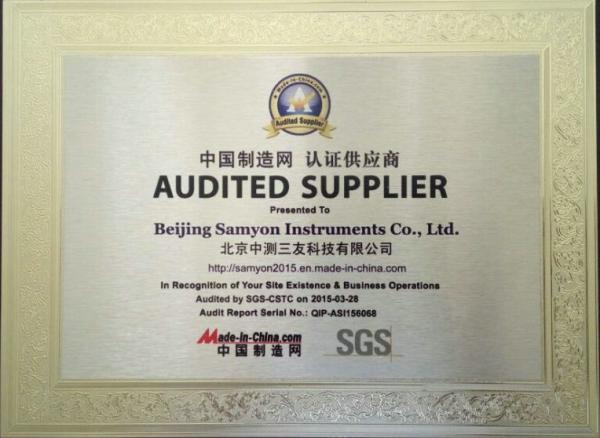 Made-in-China.com
Audited Supplier
中国制造网 认证供应商
AUDITED SUPPLIER
Presented To
Beijing Samyon Instruments Co., Ltd.
北京中测三友科技有限公司
http://samyon2015.en.made-in-china.com
In Recognition of Your Site Existence & Business Operations
Audited by SGS-CSTC on 2015-03-28
Audit Report Serial No.: QIP-ASI156068
Made-in-China.com
中国制造网
SGS